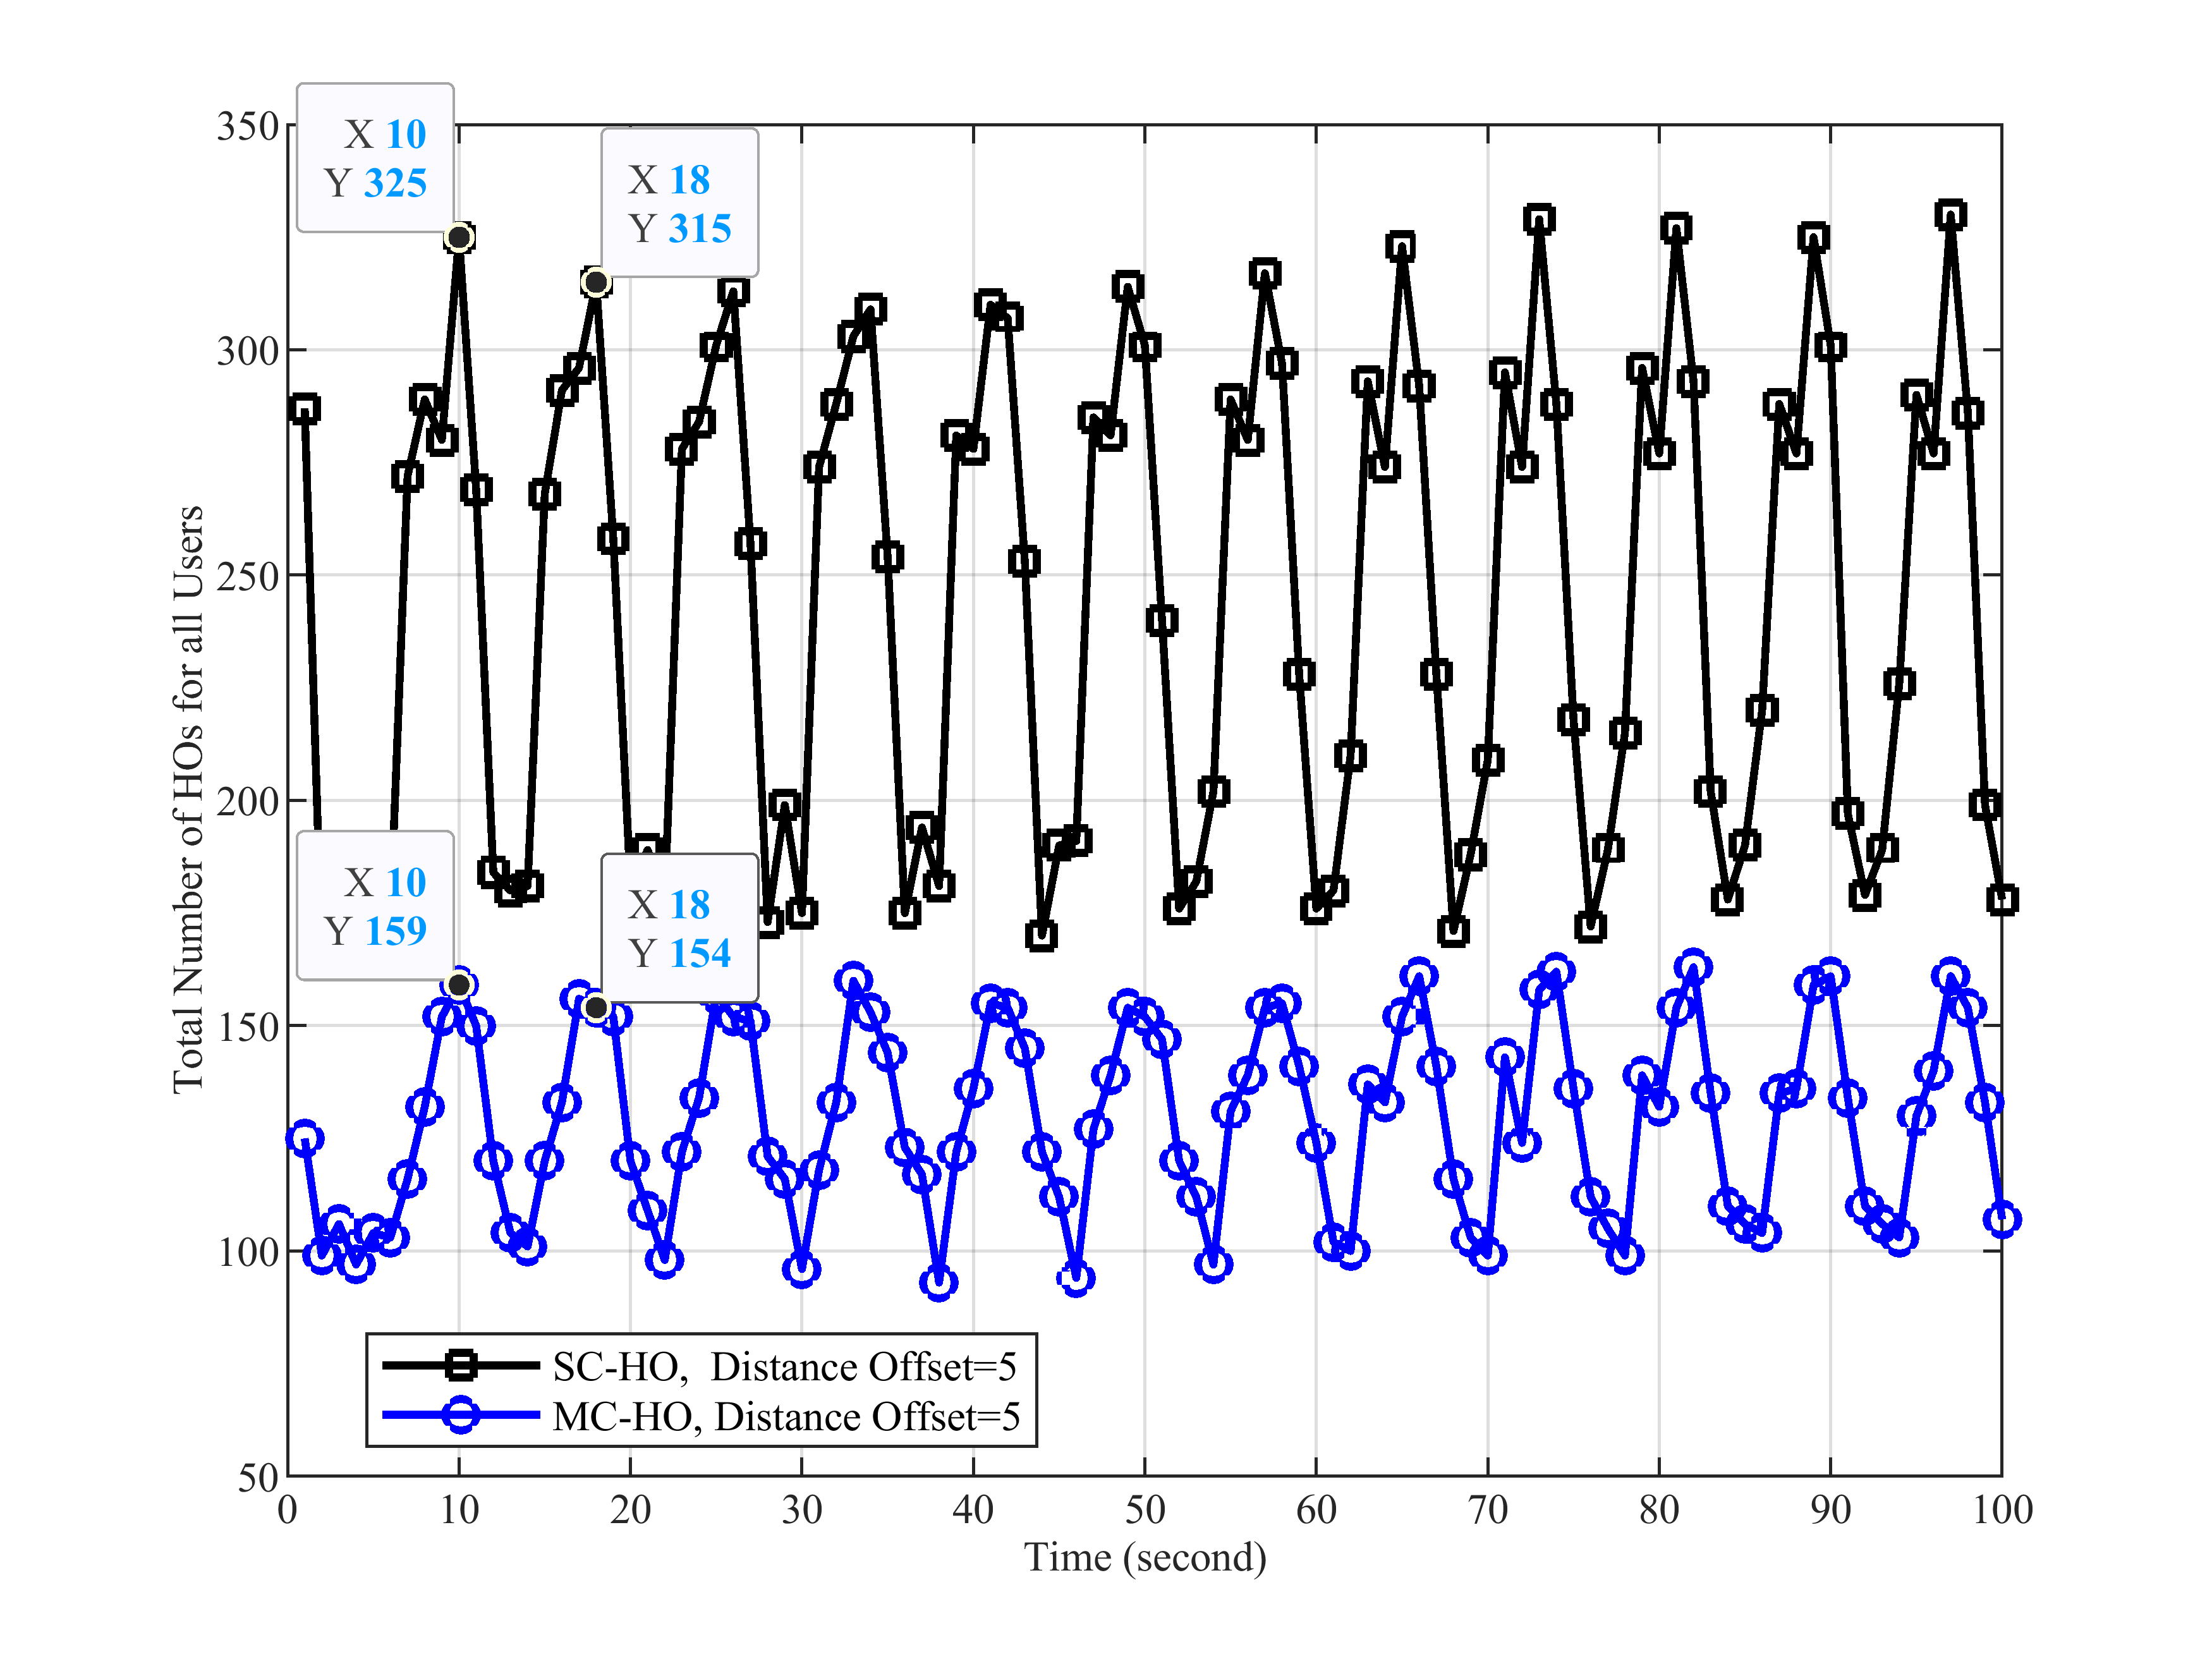 X 10
Y 325
X 18
Y 315
X 10
Y 159
X 18
Y 154
350
300
250
200
150
100
50
Total Number of HOs for all Users
SC-HO, Distance Offset=5
MC-HO, Distance Offset=5
0 10 20 30 40 50 60 70 80 90 100
Time (second)